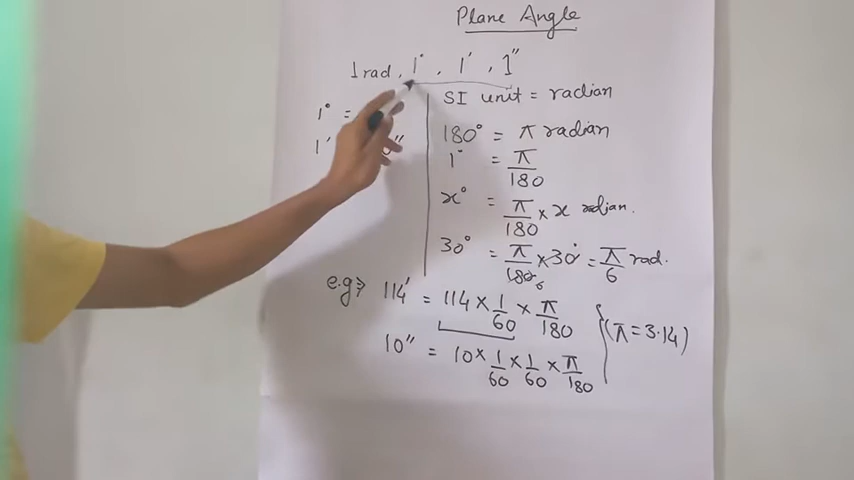 Plane Angle
1 rad, 1°, 1', 1"
1° =
1'
SI unit = radian
180° = π radian
1° = π/180
x° = π/180 × x radian.
30° = π/180 6 × 30° = π/6 rad.
e.g⇒ 114' = 114 × 1/60 × π/180
10" = 10 × 1/60 × 1/60 × π/180
(π = 3.14)